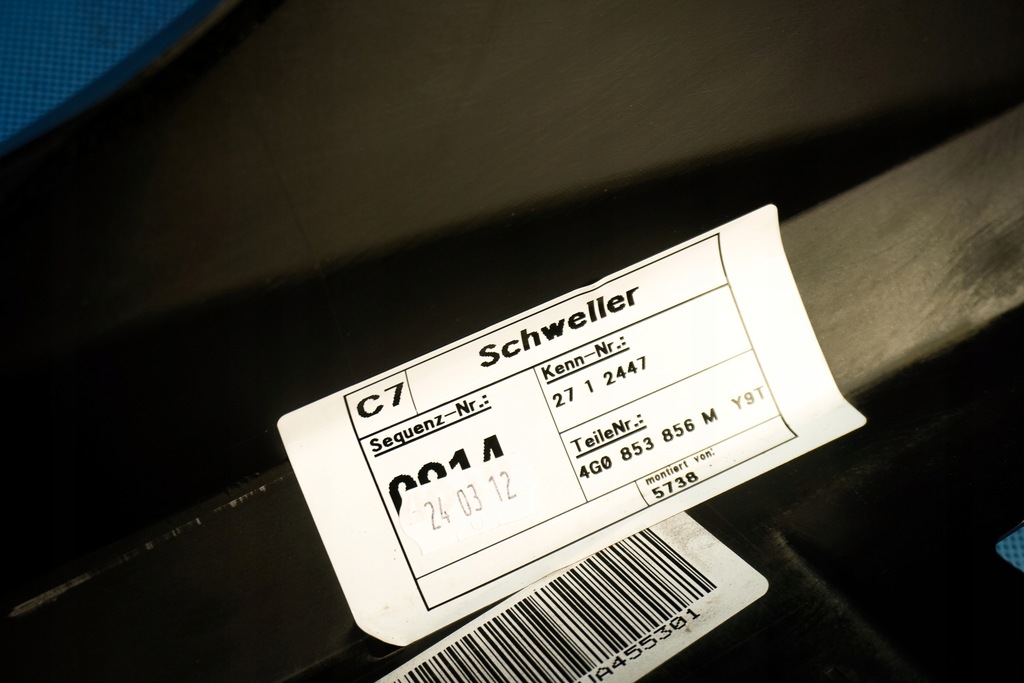 C7 Schweller
Sequenz-Nr.:
24 03 12
Kenn-Nr.:
27 1 2447
TeileNr.:
4G0 853 856 M Y9T
montiert von:
5738